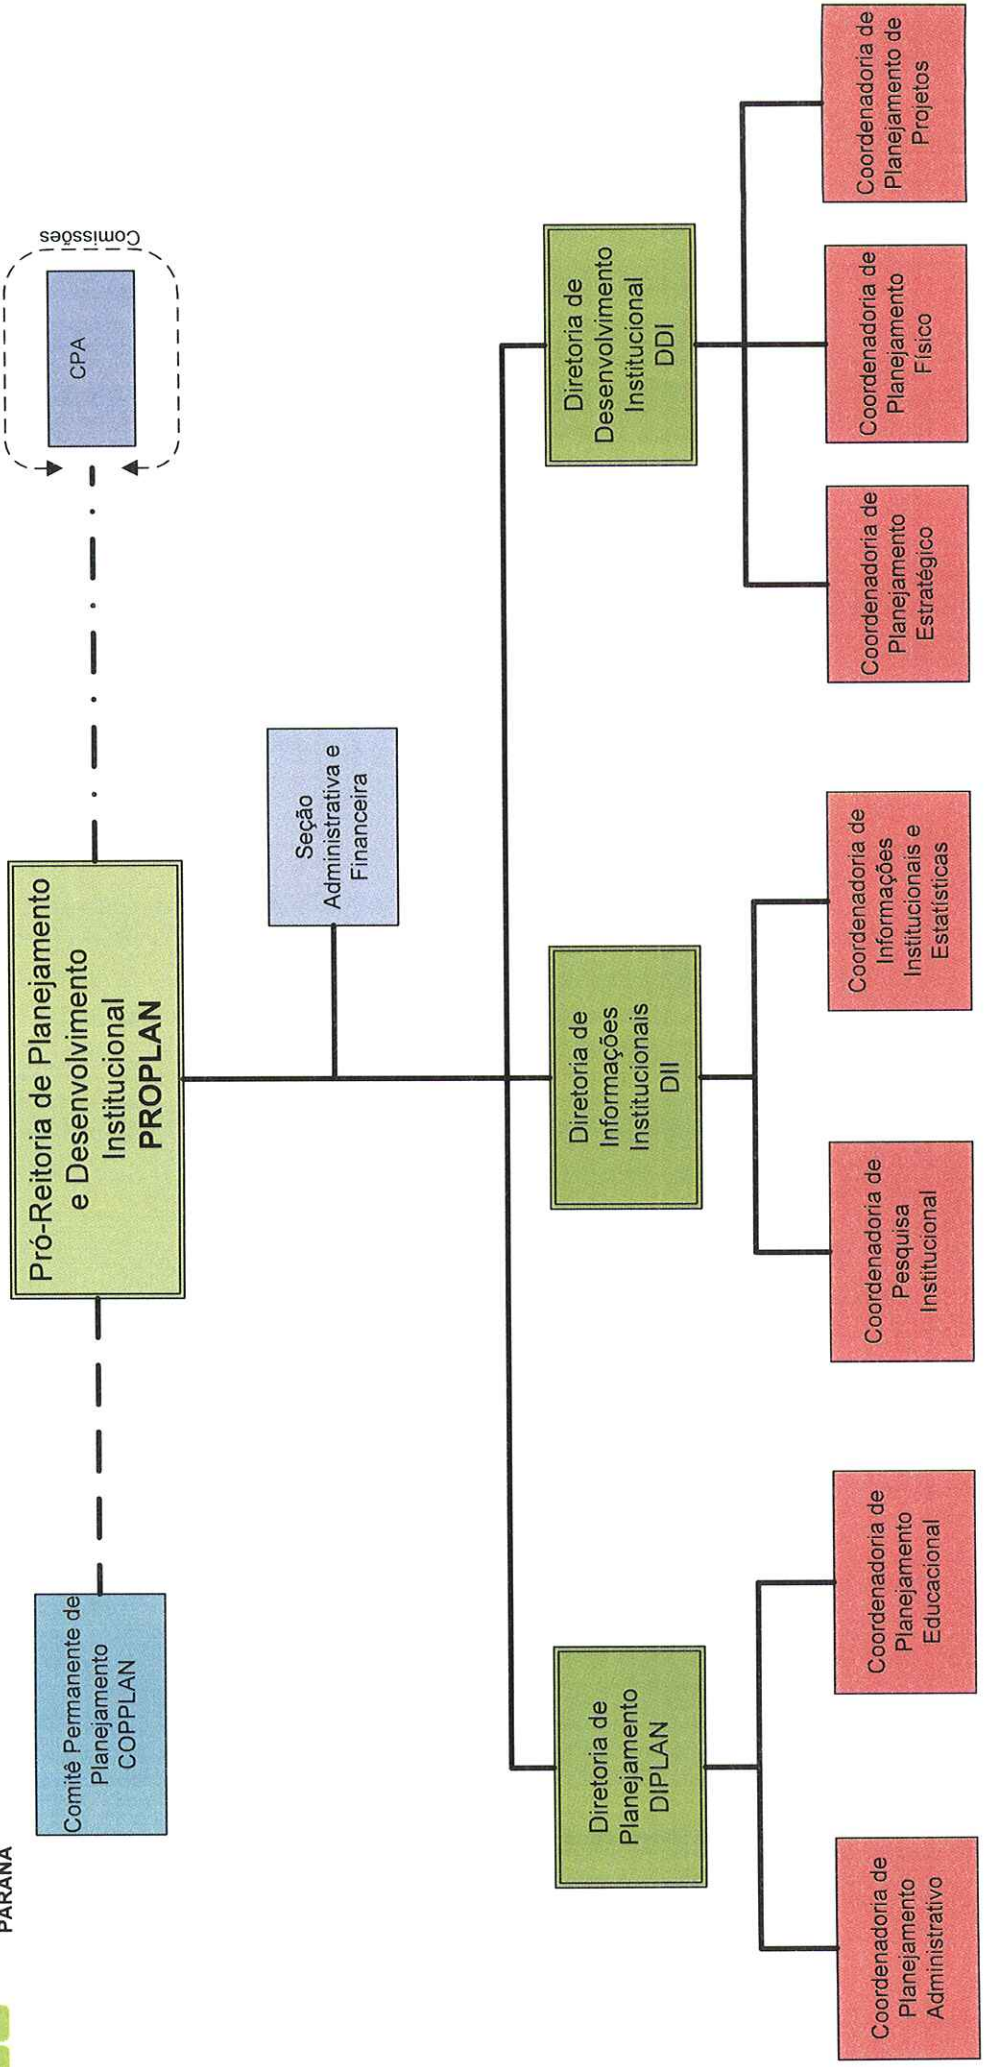 PARANÁ
Comitê Permanente de
Planejamento
COPPLAN
Pró-Reitoria de Planejamento
e Desenvolvimento
Institucional
PROPLAN
CPA
Comissões
Seção
Administrativa e
Financeira
Diretoria de
Planejamento
DIPLAN
Diretoria de
Informações
Institucionais
DII
Diretoria de
Desenvolvimento
Institucional
DDI
Coordenadoria de
Planejamento
Administrativo
Coordenadoria de
Planejamento
Educacional
Coordenadoria de
Pesquisa
Institucional
Coordenadoria de
Informações
Institucionais e
Estatísticas
Coordenadoria de
Planejamento
Estratégico
Coordenadoria de
Planejamento
Físico
Coordenadoria de
Planejamento de
Projetos